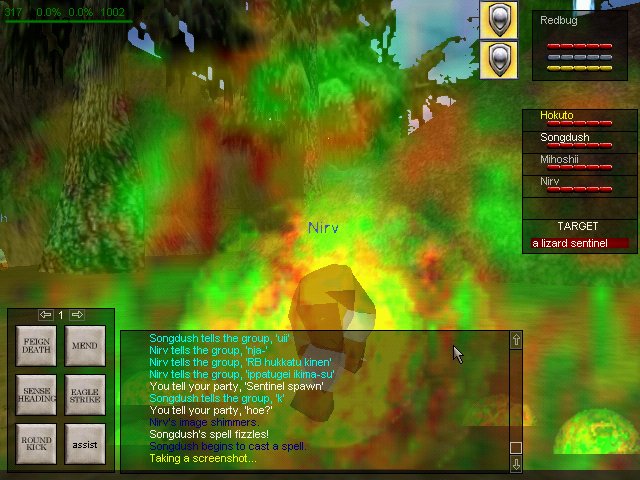 317 0.0% 0.0% 1002
Redbug
Hokuto
Songdush
Mihoshii
Nirv
TARGET
a lizard sentinel
Nirv
1
FEIGN DEATH
MEND
SENSE HEADING
EAGLE STRIKE
ROUND KICK
assist
Songdush tells the group, 'uii'
Nirv tells the group, 'nja-'
Nirv tells the group, 'RB hukkatu kinen'
Nirv tells the group, 'ippatugei ikima-su'
You tell your party, 'Sentinel spawn'
Songdush tells the group, 'k'
You tell your party, 'hoe?'
Nirv's image shimmers.
Songdush's spell fizzles!
Songdush begins to cast a spell.
Taking a screenshot...